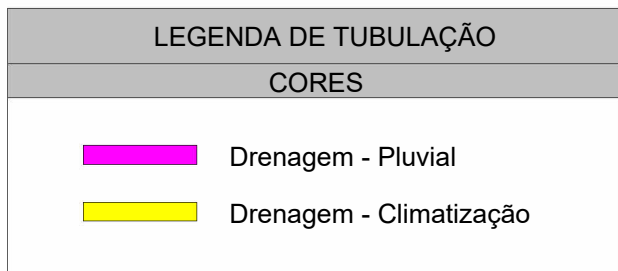 LEGENDA DE TUBULAÇÃO
CORES
Drenagem - Pluvial
Drenagem - Climatização